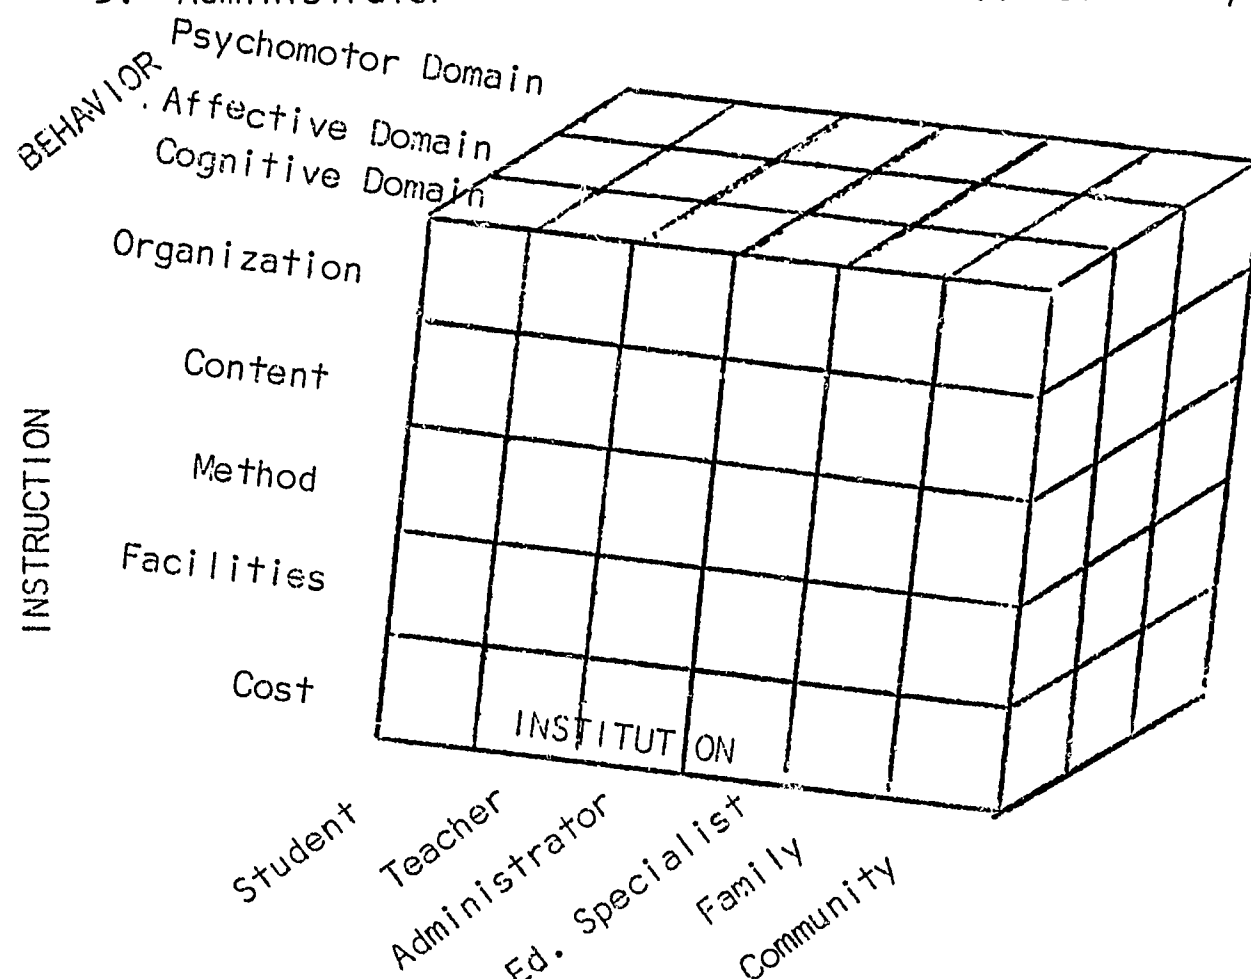 Psychomotor Domain
BEHAVIOR
Affective Domain
Cognitive Domain
Organization
Content
Method
INSTRUCTION
Facilities
Cost
INSTITUTION
Student
Teacher
Administrator
Ed. Specialist
Family
Community